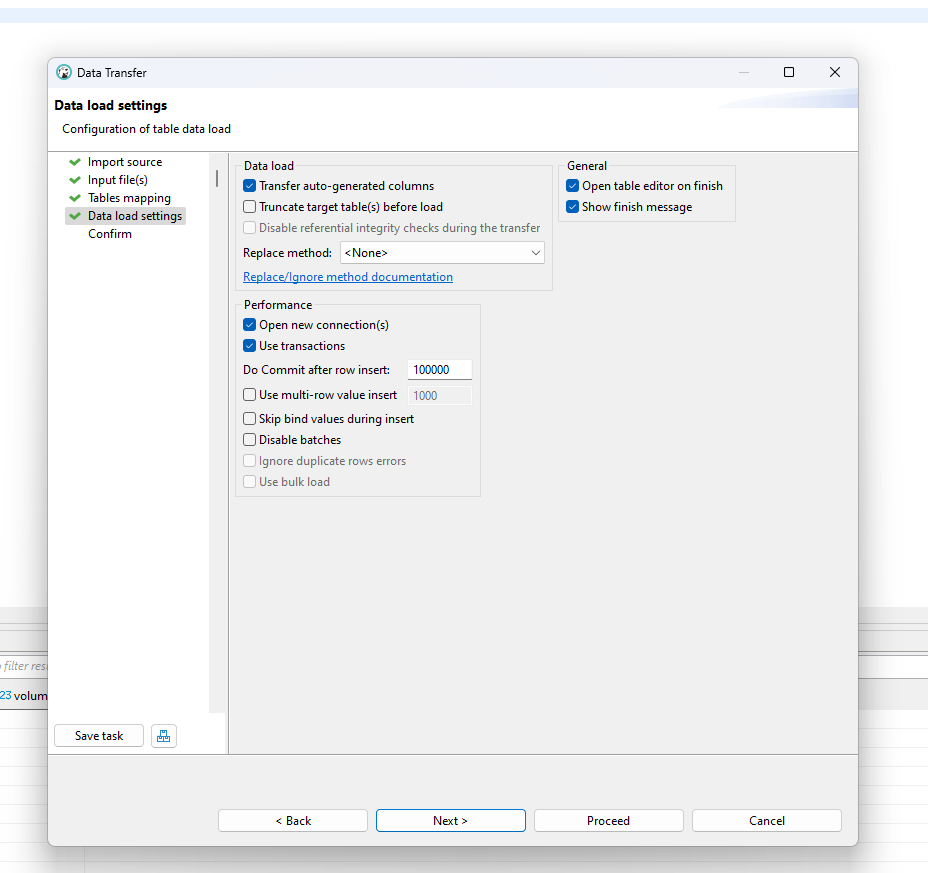 Data Transfer
Data load settings
Configuration of table data load
Import source
Input file(s)
Tables mapping
Data load settings
Confirm
Data load
Transfer auto-generated columns
Truncate target table(s) before load
Disable referential integrity checks during the transfer
Replace method: <None>
Replace/Ignore method documentation
General
Open table editor on finish
Show finish message
Performance
Open new connection(s)
Use transactions
Do Commit after row insert: 100000
Use multi-row value insert 1000
Skip bind values during insert
Disable batches
Ignore duplicate rows errors
Use bulk load
filter res
23 volum
Save task
< Back Next > Proceed Cancel